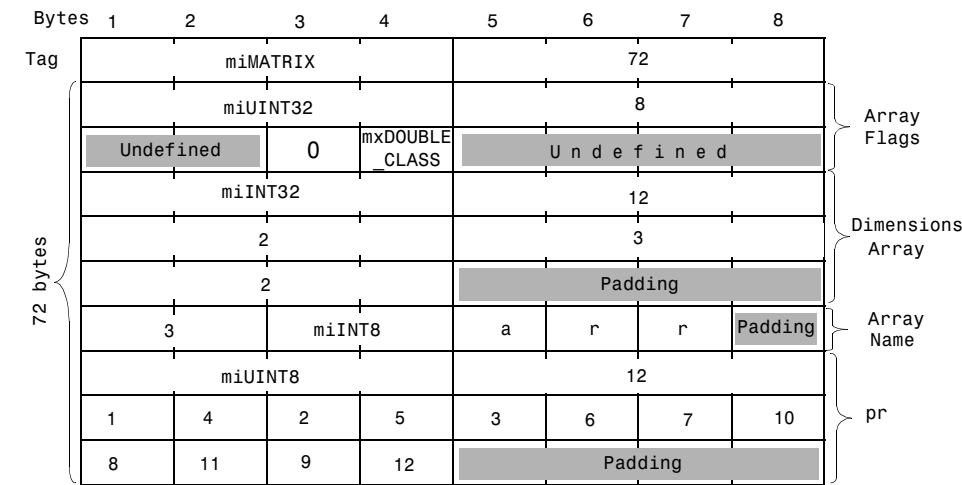 Bytes 1 2 3 4 5 6 7 8
Tag miMATRIX 72
miUINT32 8
Array
Flags
Undefined 0 mxDOUBLE
_CLASS
Undefined
miINT32 12
2 3
Dimensions
Array
2 Padding
72 bytes
3 miINT8 a r r Padding
Array
Name
miUINT8 12
1 4 2 5 3 6 7 10
pr
8 11 9 12 Padding